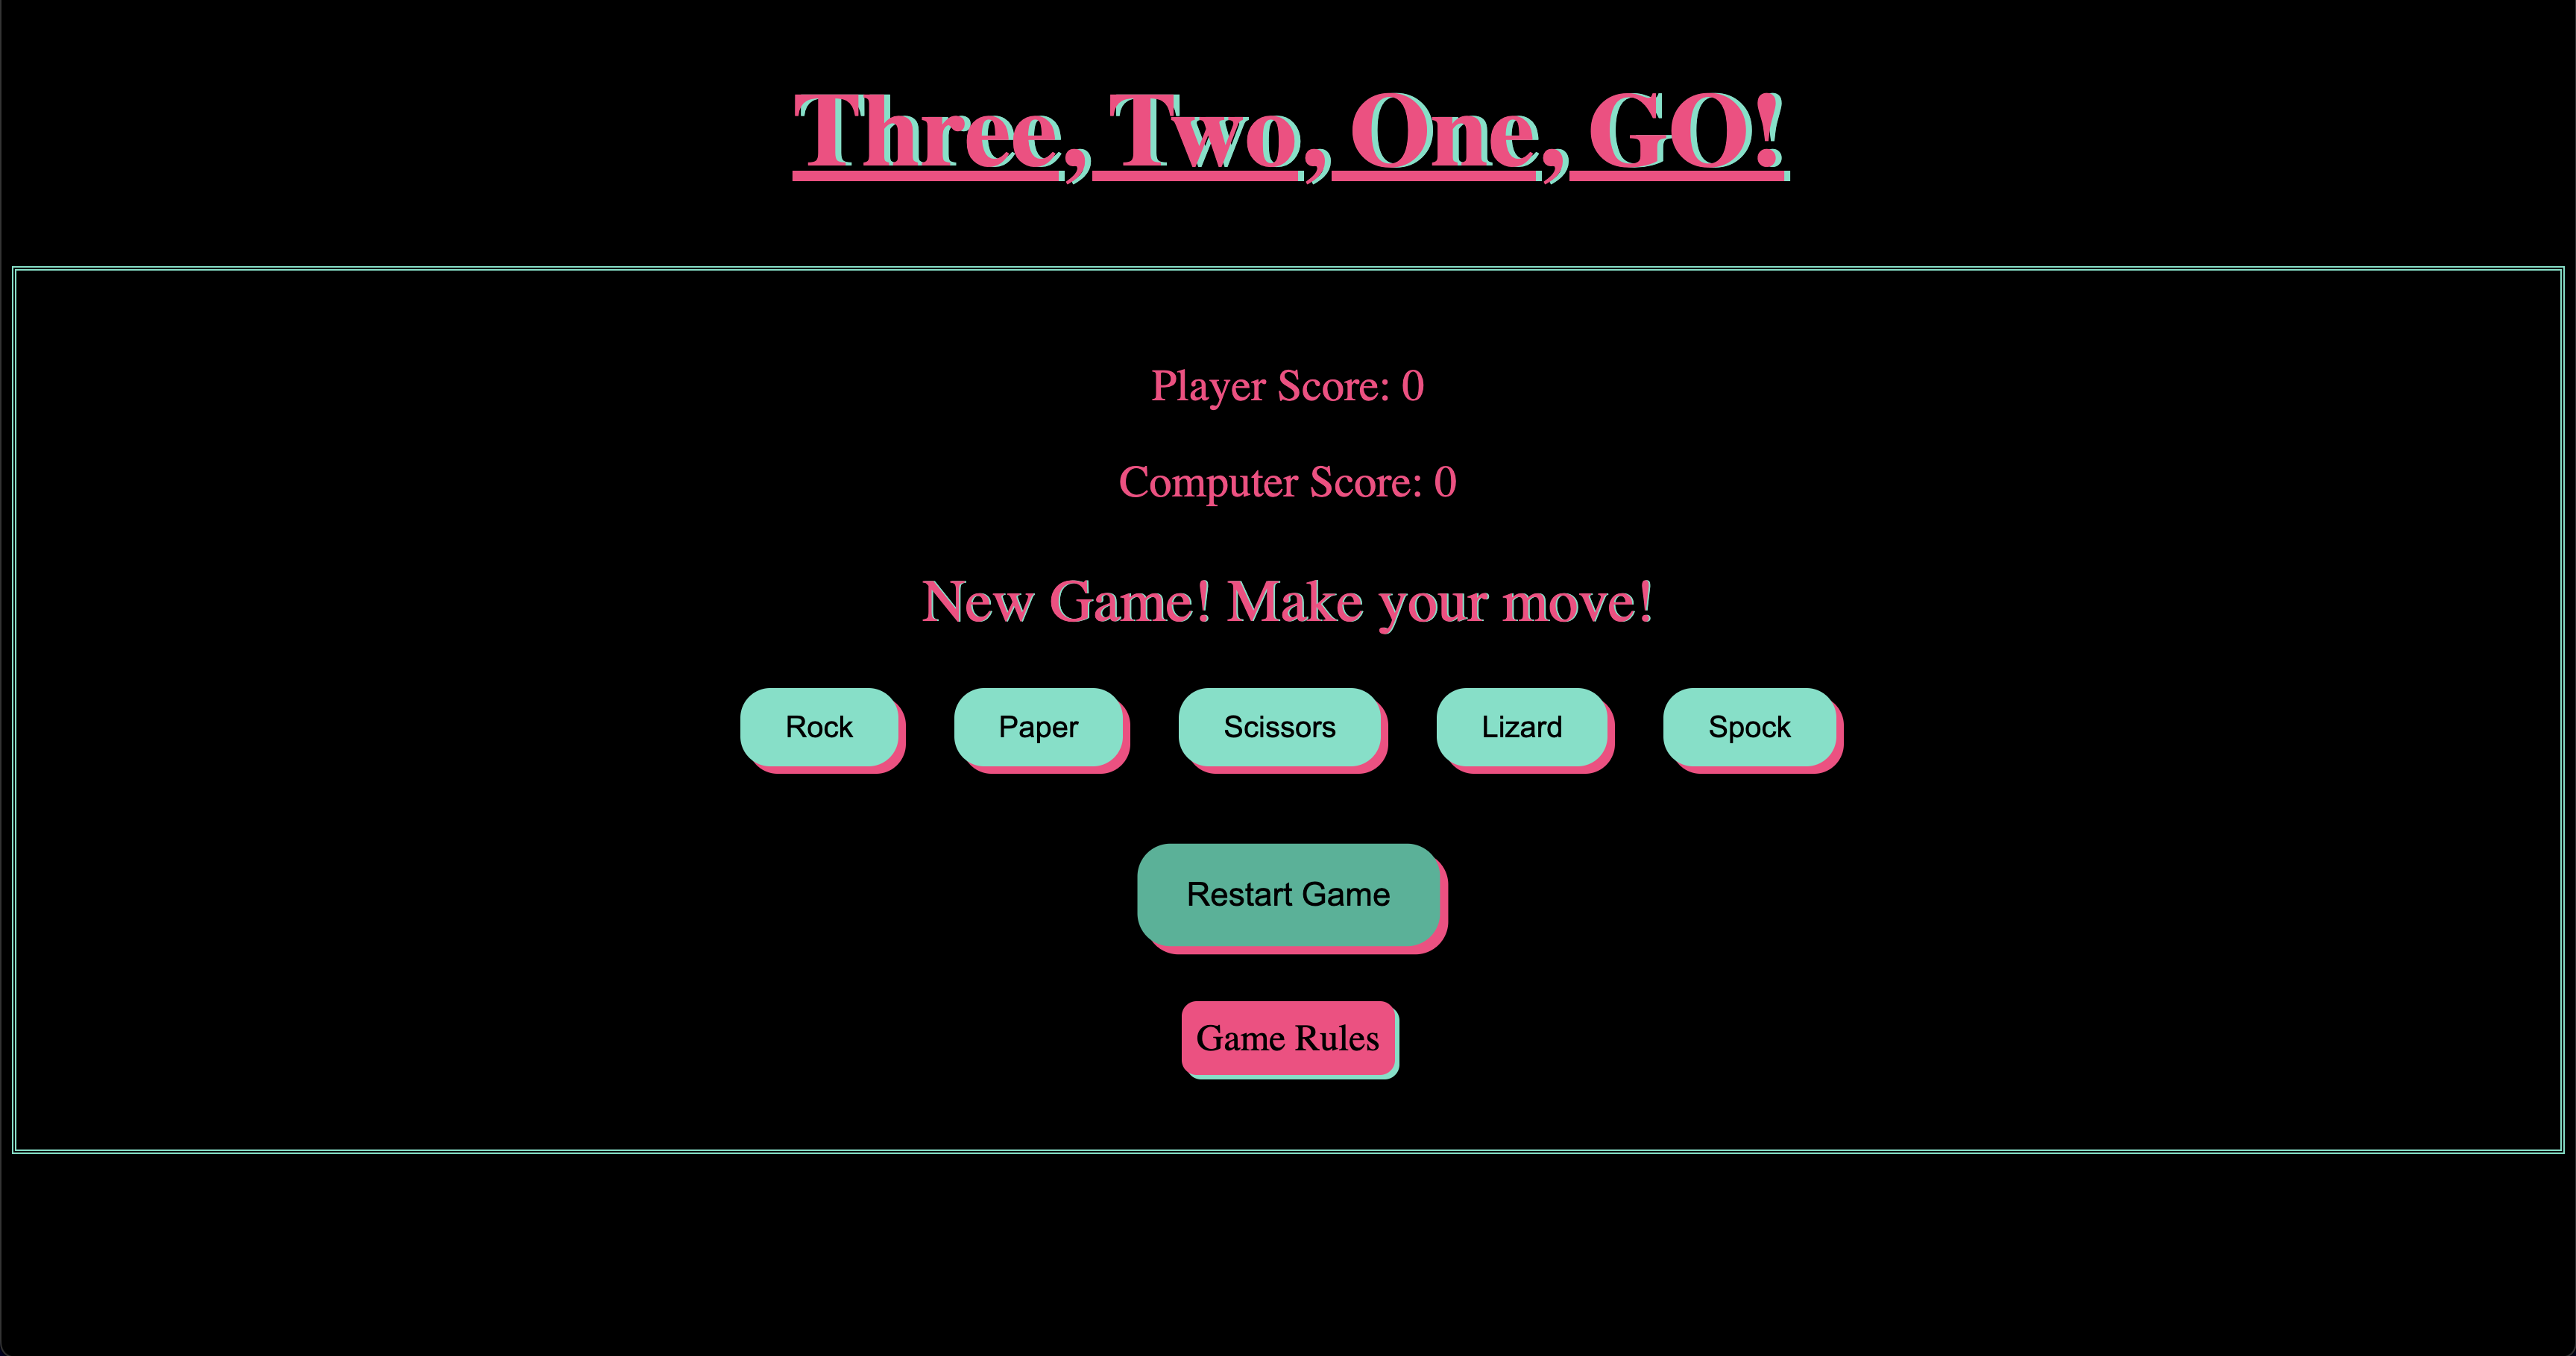 Three, Two, One, GO!
Player Score: 0
Computer Score: 0
New Game! Make your move!
Rock Paper Scissors Lizard Spock
Restart Game
Game Rules